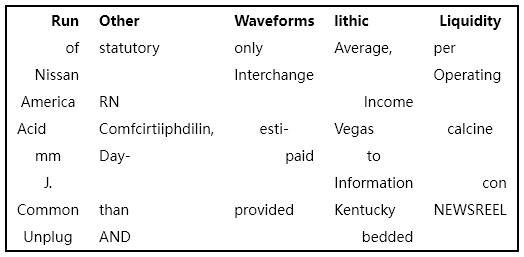 Run Other Waveforms lithic Liquidity
of statutory only Average, per
Nissan Interchange Operating
America RN Income
Acid Comfcirtiiphdilin, esti- Vegas calcine
mm Day- paid to
J. Information con
Common than provided Kentucky NEWSREEL
Unplug AND bedded